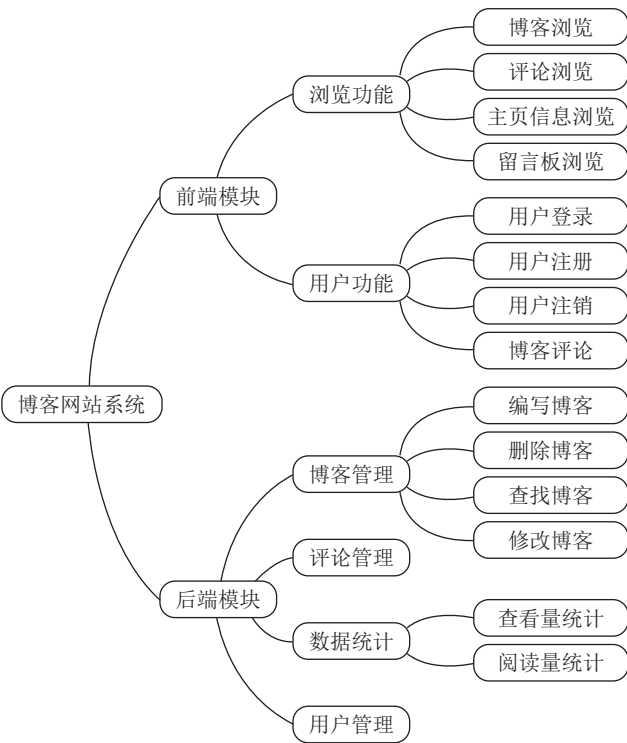 博客浏览
评论浏览
浏览功能
主页信息浏览
留言板浏览
前端模块
用户登录
用户注册
用户功能
用户注销
博客评论
博客网站系统
编写博客
删除博客
博客管理
查找博客
修改博客
评论管理
后端模块
查看量统计
数据统计
阅读量统计
用户管理